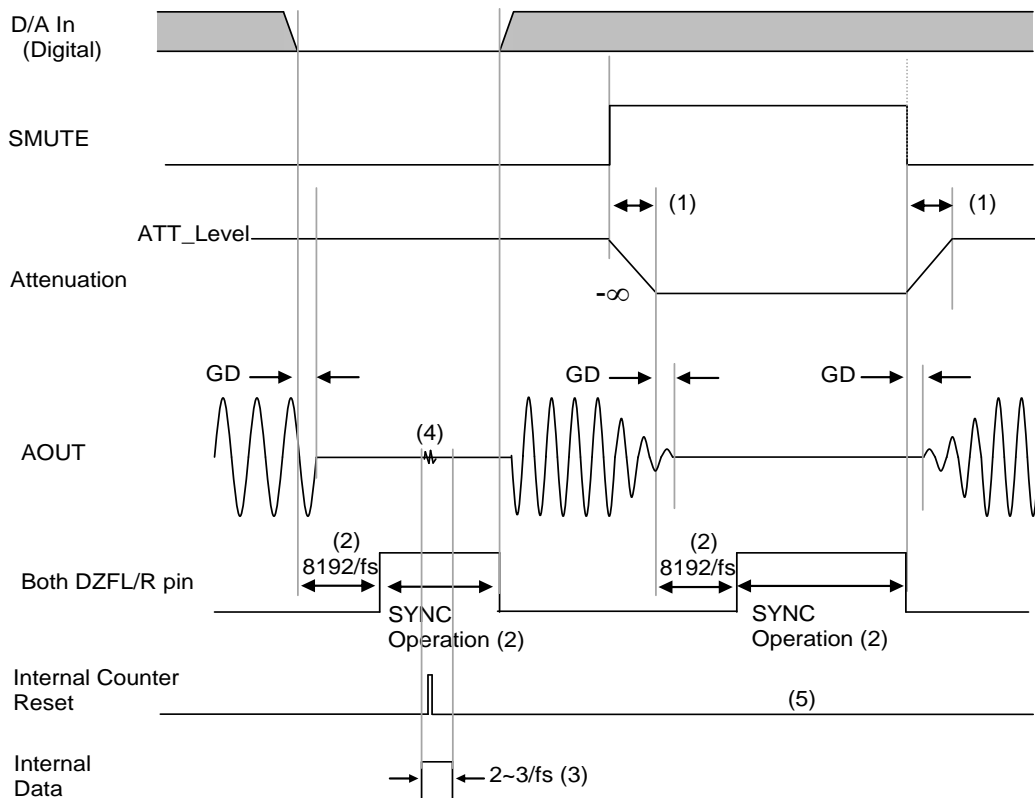 D/A In
(Digital)
SMUTE
(1)
(1)
ATT_Level
Attenuation
-∞
GD
GD
GD
(4)
AOUT
(2)
(2)
8192/fs
8192/fs
Both DZFL/R pin
SYNC
Operation (2)
SYNC
Operation (2)
Internal Counter
Reset
(5)
Internal
Data
2~3/fs (3)